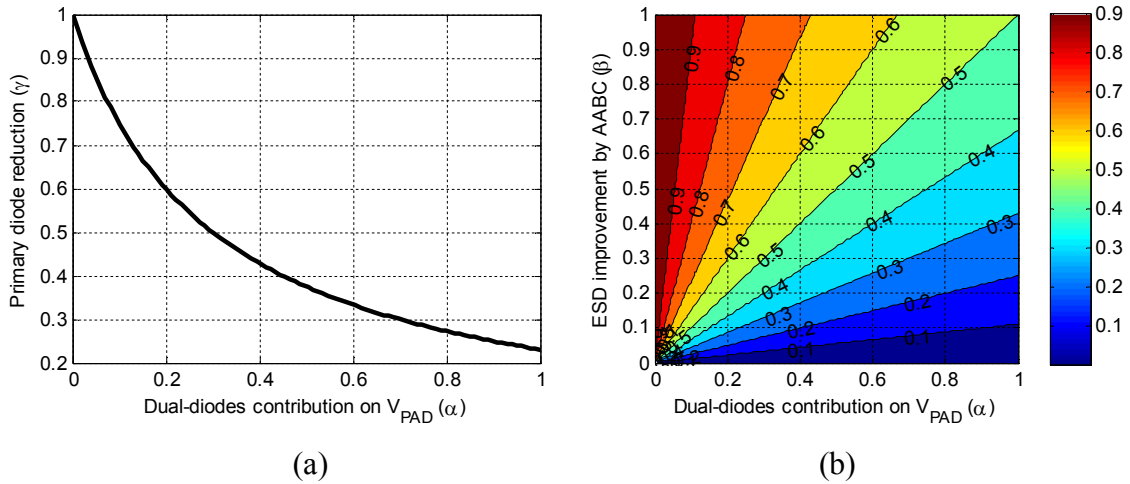 1
0.9
0.8
0.7
0.6
0.5
0.4
0.3
0.2
0 0.2 0.4 0.6 0.8 1
Primary diode reduction (γ)
Dual-diodes contribution on V_PAD (α)
(a)
1
0.9
0.8
0.7
0.6
0.5
0.4
0.3
0.2
0.1
0
0 0.2 0.4 0.6 0.8 1
ESD improvement by AABC (β)
Dual-diodes contribution on V_PAD (α)
0.9 0.8 0.7 0.6 0.5
0.9 0.8 0.7 0.6 0.5 0.4
0.6 0.5 0.4 0.3
0.4 0.3 0.2
0.3 0.2 0.1
0.1
(b)
0.9
0.8
0.7
0.6
0.5
0.4
0.3
0.2
0.1